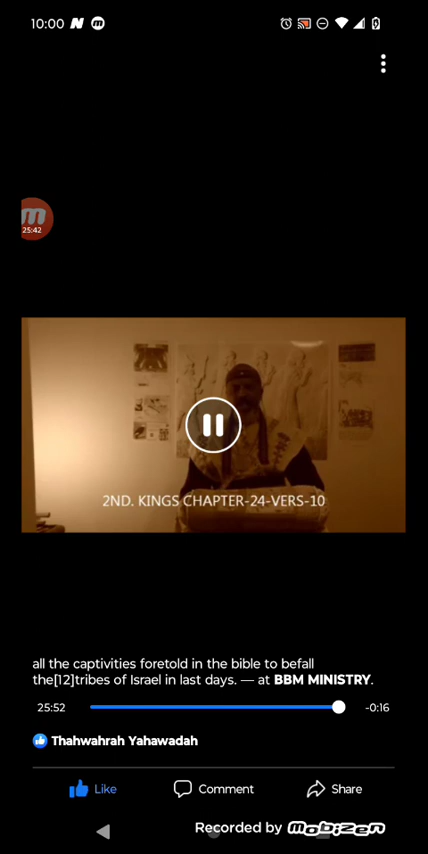 10:00
25:42
2ND. KINGS CHAPTER-24-VERS-10
all the captivities foretold in the bible to befall
the[12]tribes of Israel in last days. — at BBM MINISTRY.
25:52 -0:16
Thahwahrah Yahawadah
Like Comment Share
Recorded by mobizen